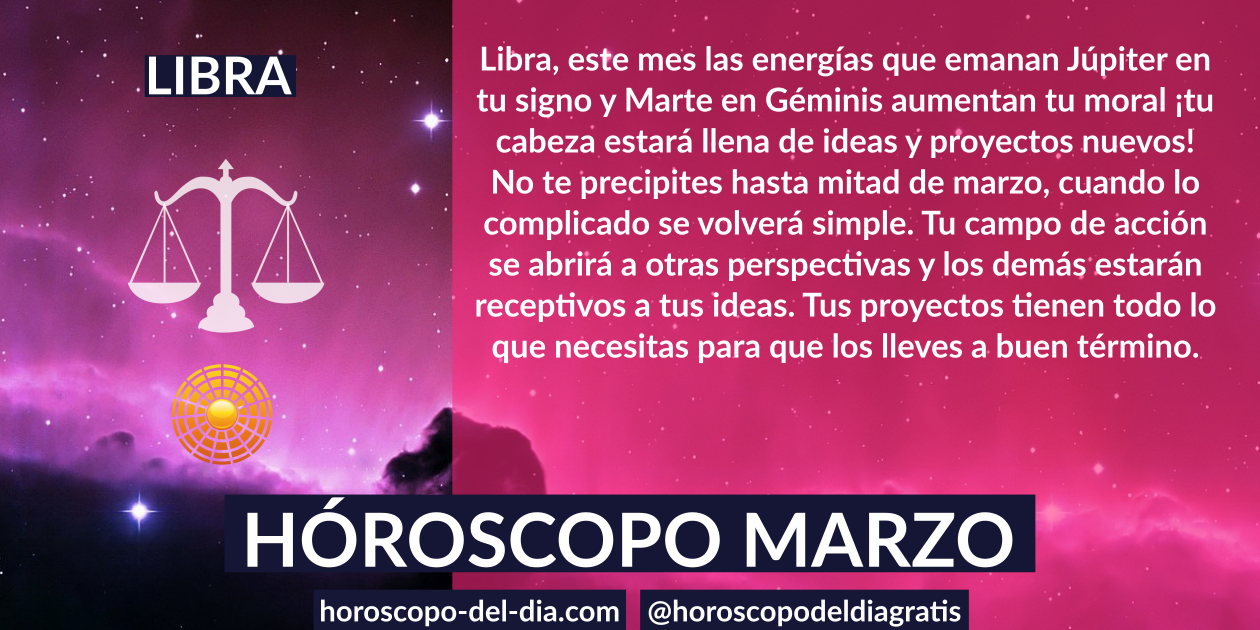 LIBRA
Libra, este mes las energías que emanan Júpiter en
tu signo y Marte en Géminis aumentan tu moral ¡tu
cabeza estará llena de ideas y proyectos nuevos!
No te precipites hasta mitad de marzo, cuando lo
complicado se volverá simple. Tu campo de acción
se abrirá a otras perspectivas y los demás estarán
receptivos a tus ideas. Tus proyectos tienen todo lo
que necesitas para que los lleves a buen término.
HÓROSCOPO MARZO
horoscopo-del-dia.com
@horoscopodeldiagratis